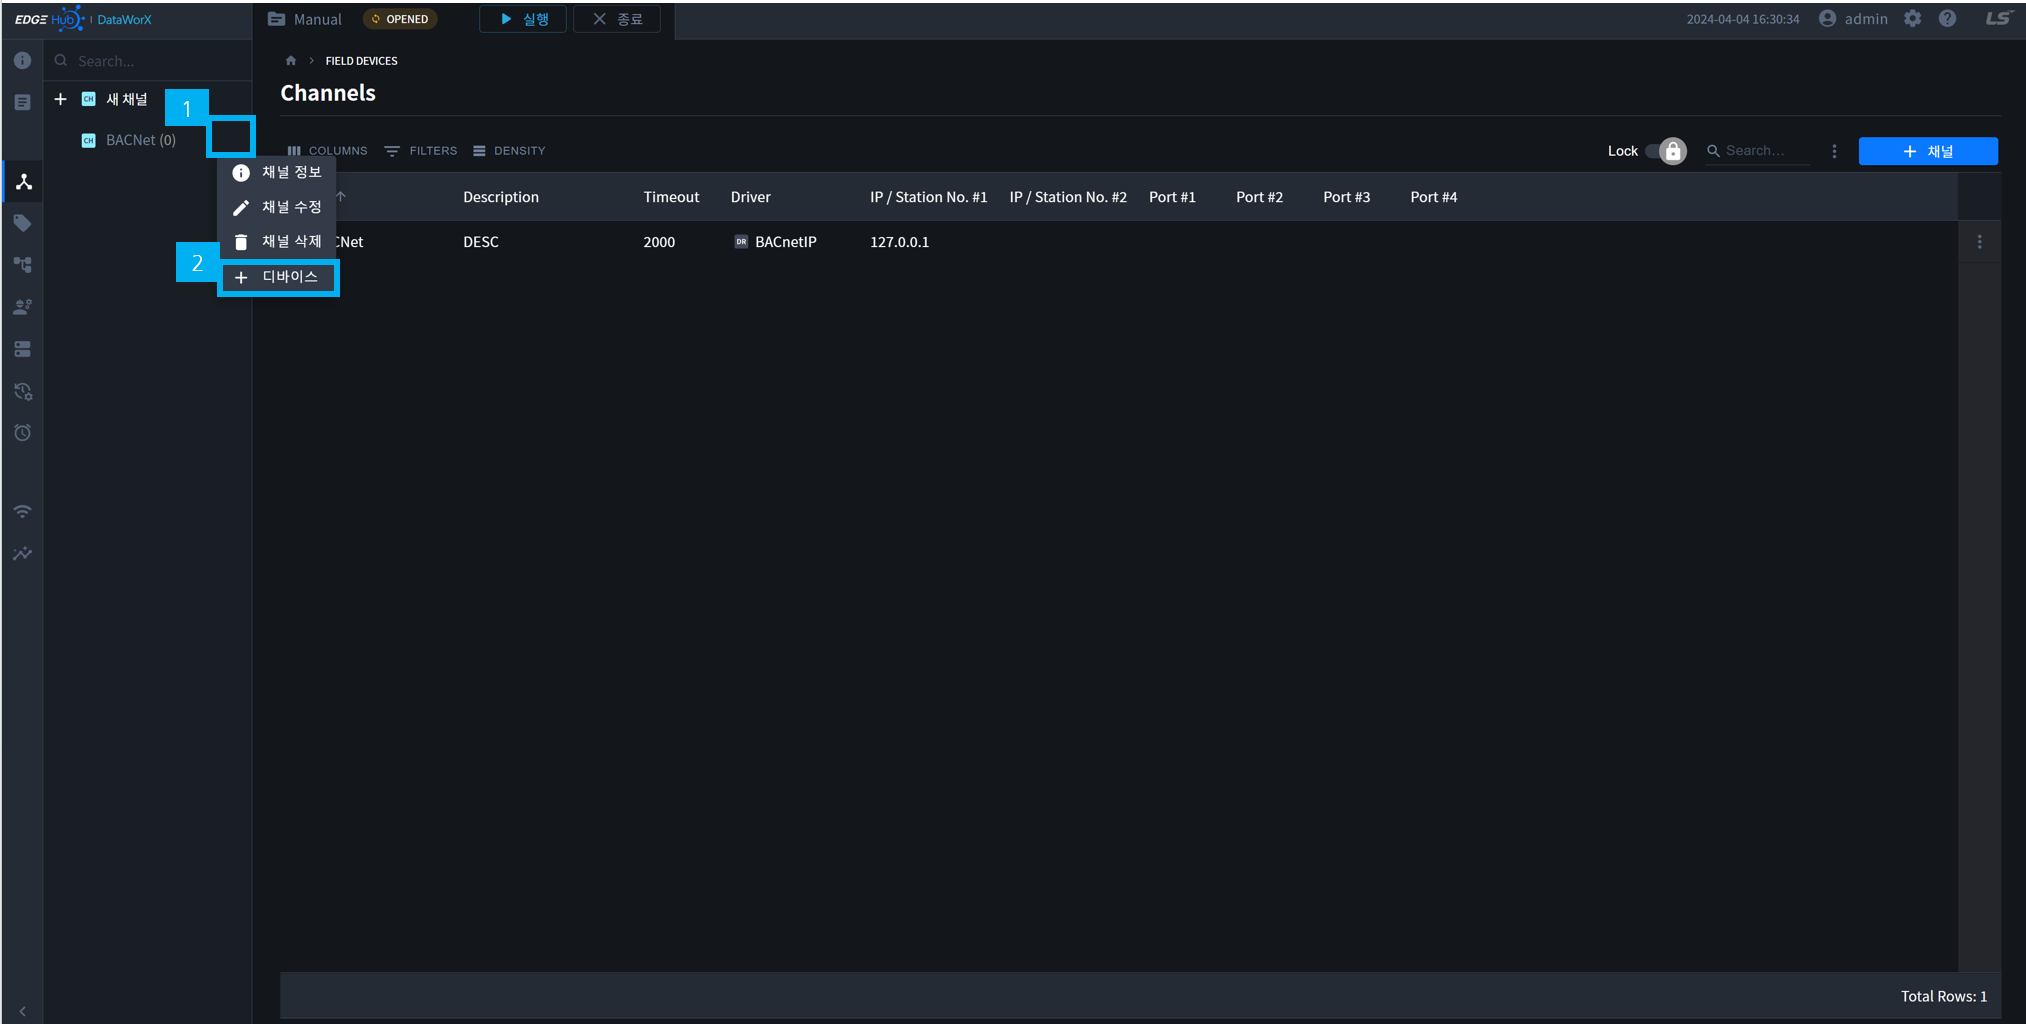 EDGE Hub | DataWorX
Manual
OPENED
실행
종료
2024-04-04 16:30:34
admin
LS
Search...
FIELD DEVICES
새 채널
1
BACNet (0)
Channels
COLUMNS
FILTERS
DENSITY
Lock
Search...
채널
채널 정보
채널 수정
채널 삭제
2
디바이스
Description
Timeout
Driver
IP / Station No. #1
IP / Station No. #2
Port #1
Port #2
Port #3
Port #4
CNet
DESC
2000
DR
BACnetIP
127.0.0.1
Total Rows: 1